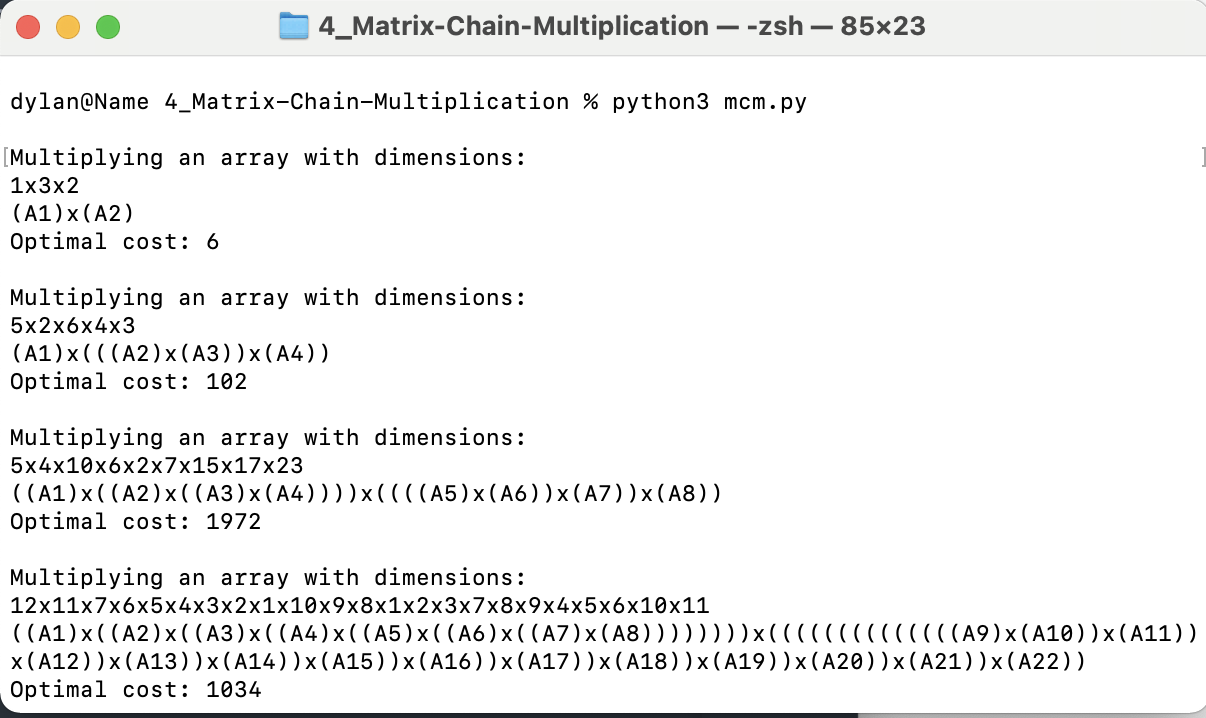 4_Matrix-Chain-Multiplication — -zsh — 85×23
dylan@Name 4_Matrix-Chain-Multiplication % python3 mcm.py
[Multiplying an array with dimensions: ]
1x3x2
(A1)x(A2)
Optimal cost: 6
Multiplying an array with dimensions:
5x2x6x4x3
(A1)x(((A2)x(A3))x(A4))
Optimal cost: 102
Multiplying an array with dimensions:
5x4x10x6x2x7x15x17x23
((A1)x((A2)x((A3)x(A4))))x((((A5)x(A6))x(A7))x(A8))
Optimal cost: 1972
Multiplying an array with dimensions:
12x11x7x6x5x4x3x2x1x10x9x8x1x2x3x7x8x9x4x5x6x10x11
((A1)x((A2)x((A3)x((A4)x((A5)x((A6)x((A7)x(A8))))))))x((((((((((((((A9)x(A10))x(A11))
x(A12))x(A13))x(A14))x(A15))x(A16))x(A17))x(A18))x(A19))x(A20))x(A21))x(A22))
Optimal cost: 1034